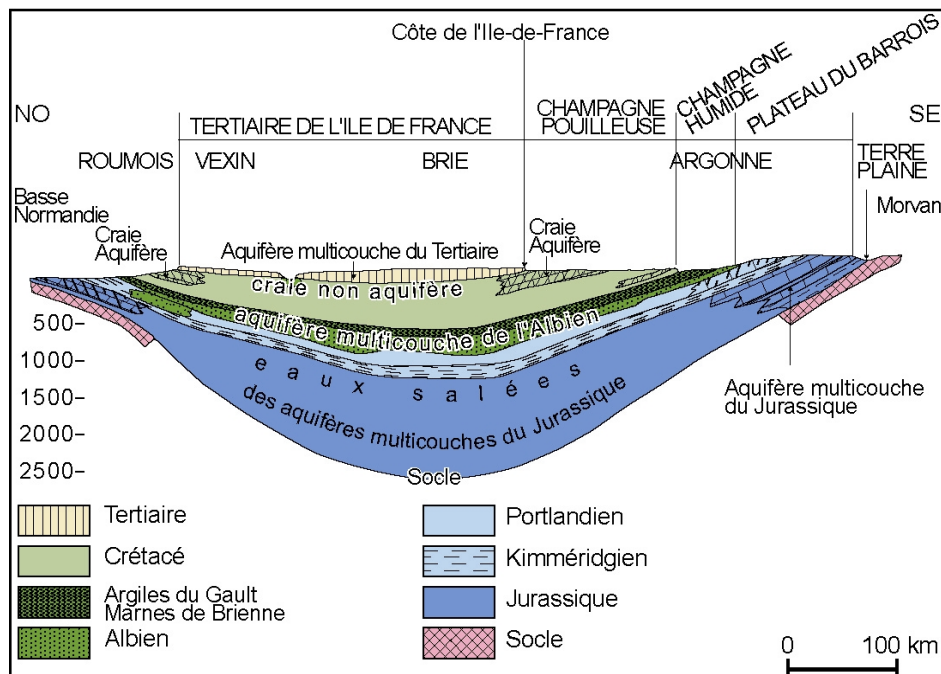 Côte de l'Ile-de-France
NO
SE
TERTIAIRE DE L'ILE DE FRANCE
CHAMPAGNE
POUILLEUSE
CHAMPAGNE
HUMIDE
PLATEAU DU BARROIS
ROUMOIS
VEXIN
BRIE
ARGONNE
TERRE
PLAINE
Basse
Normandie
Morvan
Craie
Aquifère
Aquifère multicouche du Tertiaire
Craie
Aquifère
craie non aquifère
aquifère multicouche de l'Albien
500-
1000-
1500-
2000-
2500-
eaux salées
des aquifères multicouches du Jurassique
Aquifère multicouche
du Jurassique
Socle
Tertiaire
Crétacé
Argiles du Gault
Marnes de Brienne
Albien
Portlandien
Kimméridgien
Jurassique
Socle
0 100 km